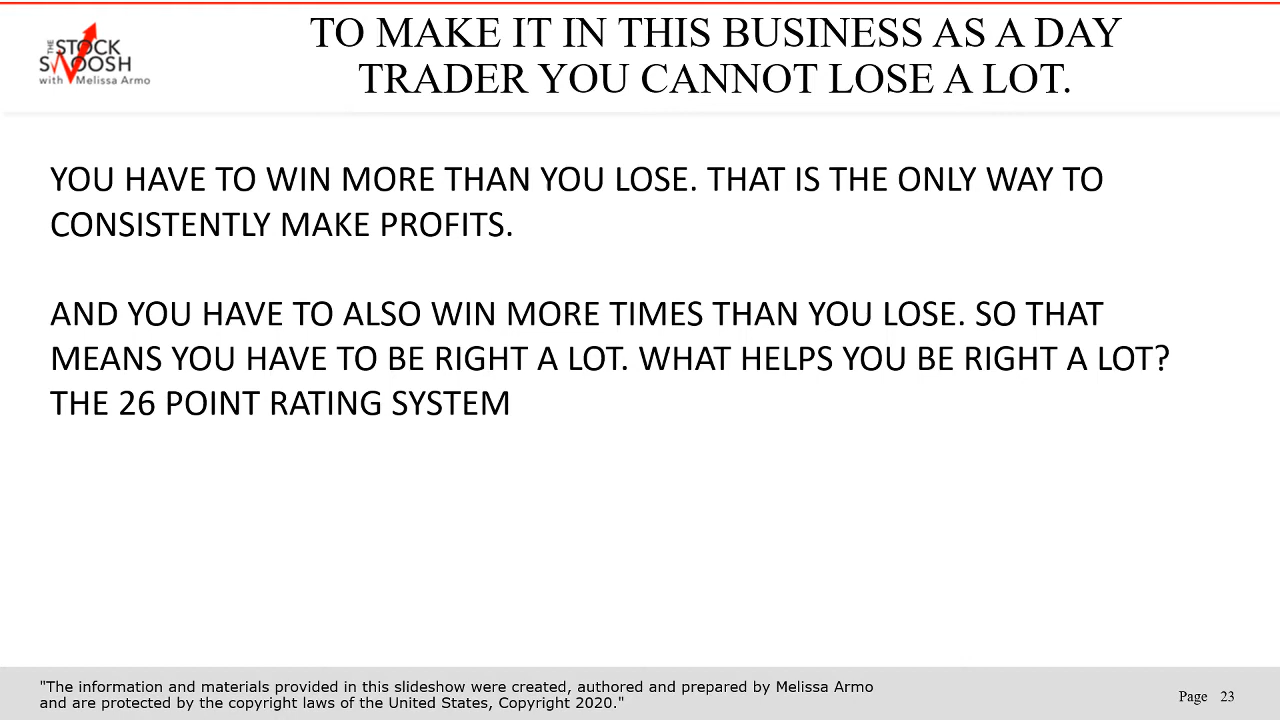 THE STOCK
SWOOSH
with Melissa Armo
TO MAKE IT IN THIS BUSINESS AS A DAY
TRADER YOU CANNOT LOSE A LOT.
YOU HAVE TO WIN MORE THAN YOU LOSE. THAT IS THE ONLY WAY TO
CONSISTENTLY MAKE PROFITS.
AND YOU HAVE TO ALSO WIN MORE TIMES THAN YOU LOSE. SO THAT
MEANS YOU HAVE TO BE RIGHT A LOT. WHAT HELPS YOU BE RIGHT A LOT?
THE 26 POINT RATING SYSTEM
"The information and materials provided in this slideshow were created, authored and prepared by Melissa Armo
and are protected by the copyright laws of the United States, Copyright 2020."
Page 23